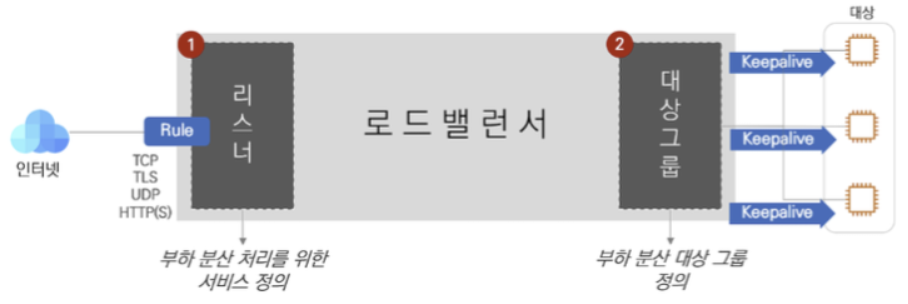 대상
1
2
Keepalive
리스너
대상그룹
로드밸런서
Rule
Keepalive
인터넷
TCP
TLS
UDP
HTTP(S)
Keepalive
부하 분산 처리를 위한
서비스 정의
부하 분산 대상 그룹
정의